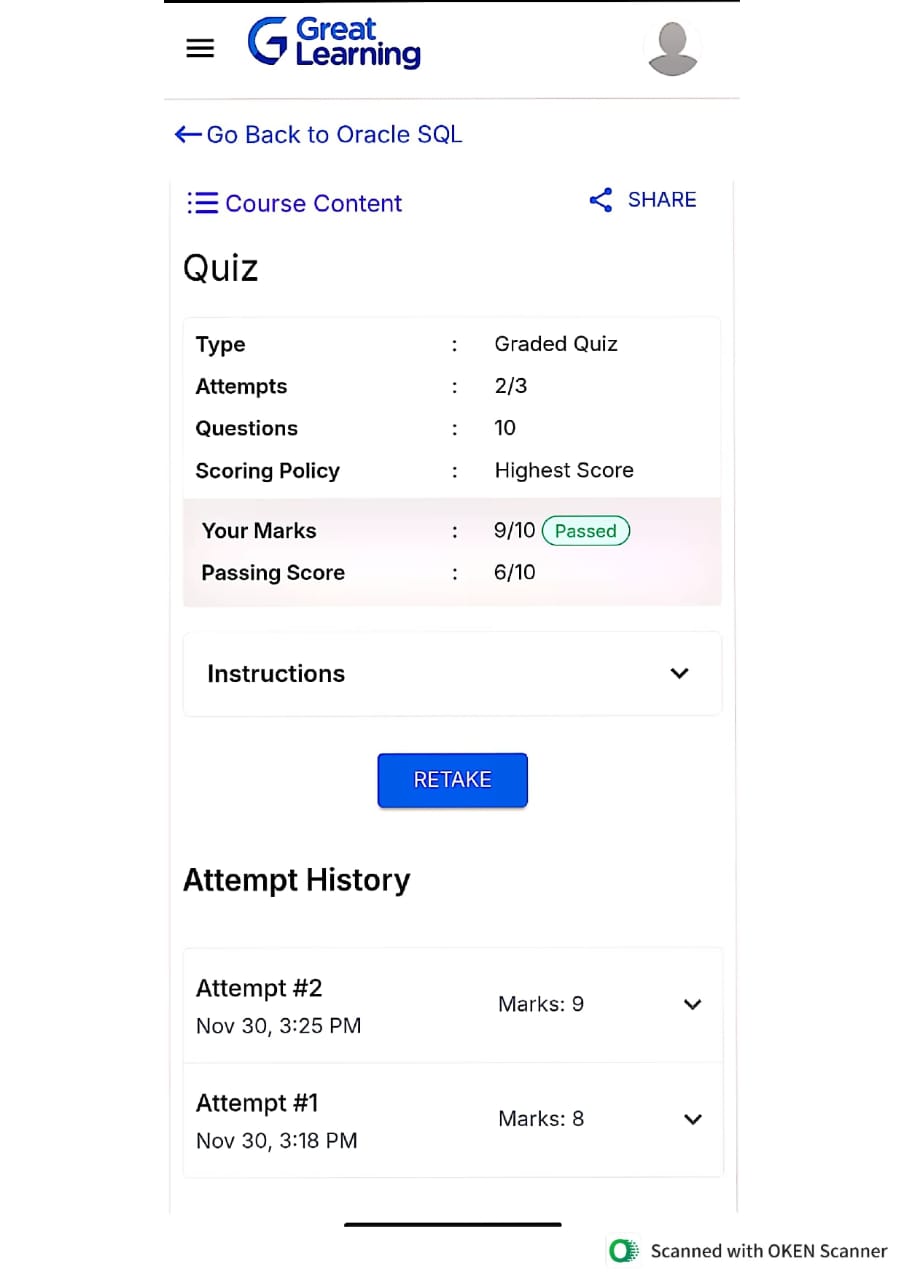 Great
Learning
Go Back to Oracle SQL
Course Content
SHARE
Quiz
Type : Graded Quiz
Attempts : 2/3
Questions : 10
Scoring Policy : Highest Score
Your Marks : 9/10 Passed
Passing Score : 6/10
Instructions
RETAKE
Attempt History
Attempt #2
Marks: 9
Nov 30, 3:25 PM
Attempt #1
Marks: 8
Nov 30, 3:18 PM
Scanned with OKEN Scanner